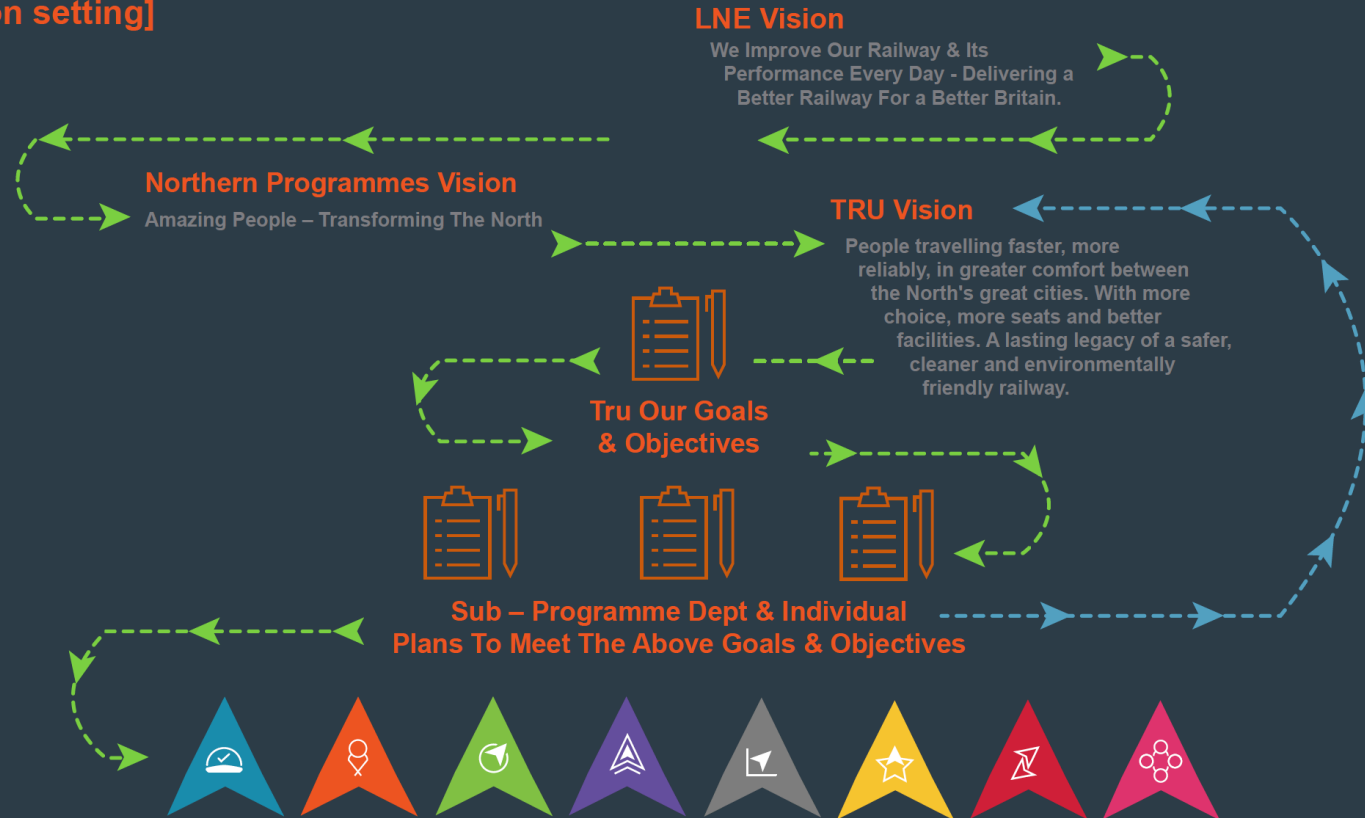 n setting]
LNE Vision
We Improve Our Railway & Its
Performance Every Day - Delivering a
Better Railway For a Better Britain.
Northern Programmes Vision
Amazing People – Transforming The North
TRU Vision
People travelling faster, more
reliably, in greater comfort between
the North's great cities. With more
choice, more seats and better
facilities. A lasting legacy of a safer,
cleaner and environmentally
friendly railway.
Tru Our Goals
& Objectives
Sub – Programme Dept & Individual
Plans To Meet The Above Goals & Objectives